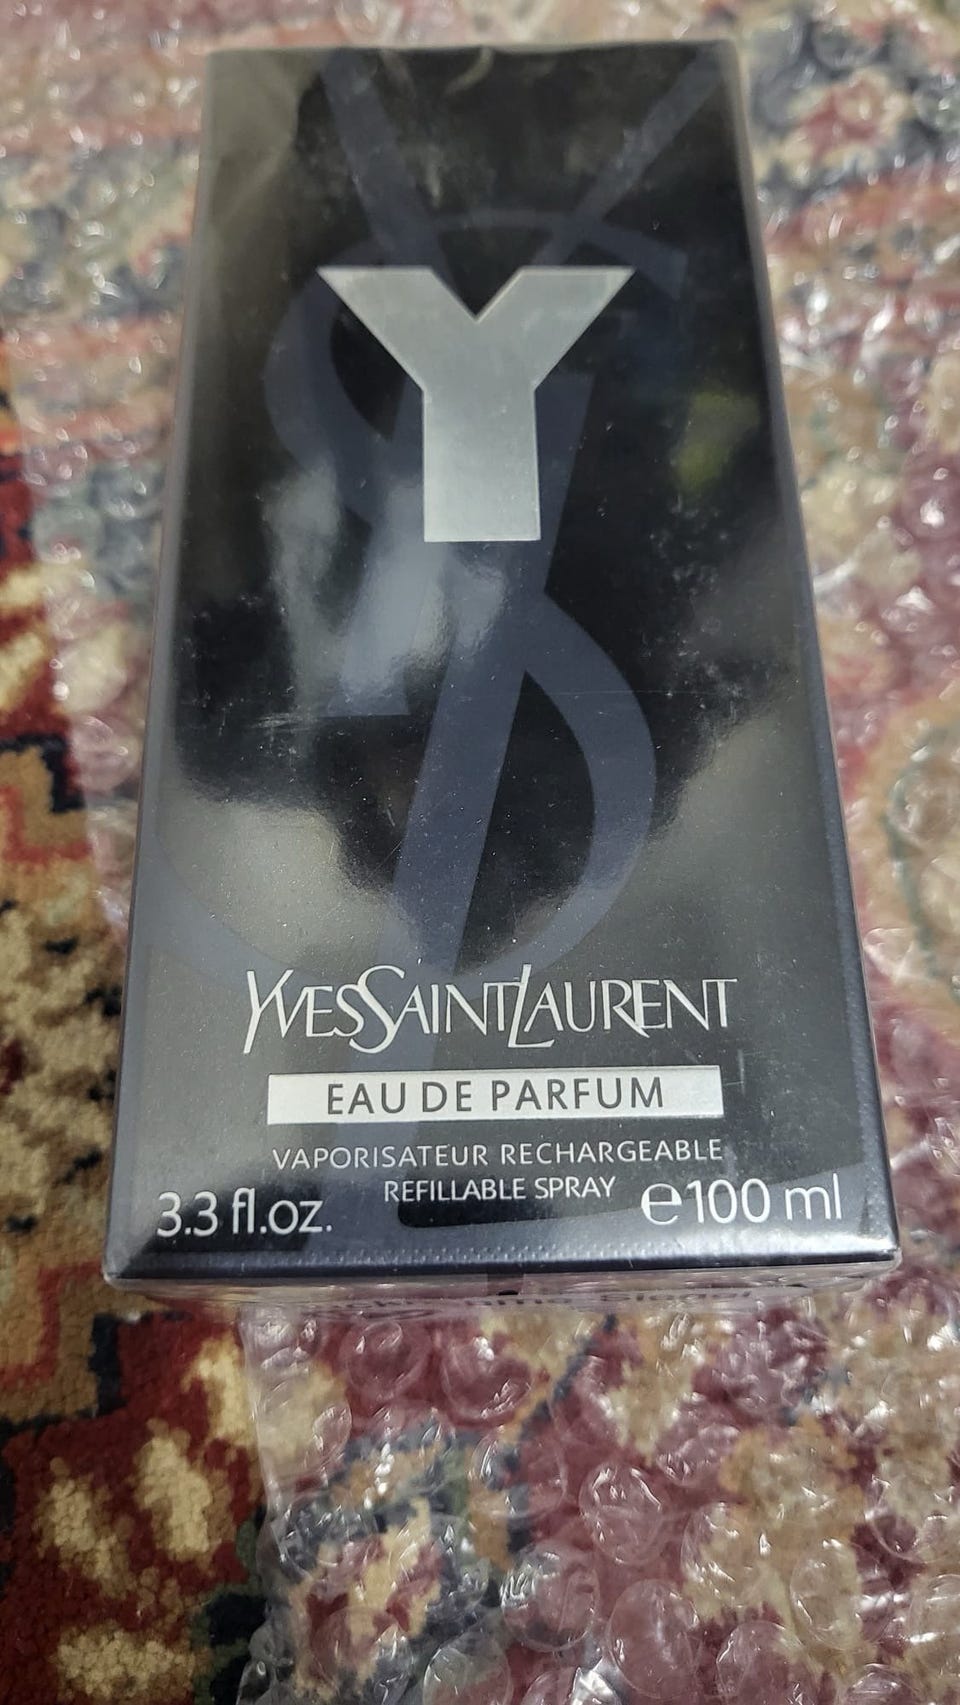 Y
YVESSAINTLAURENT
EAU DE PARFUM
VAPORISATEUR RECHARGEABLE
REFILLABLE SPRAY
3.3 fl.oz.
e100 ml